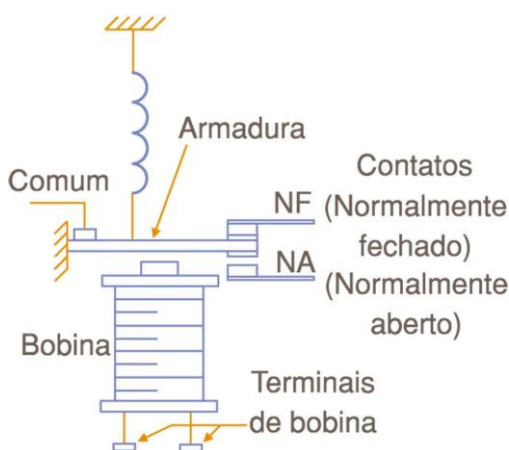 Armadura
Comum
Contatos
NF (Normalmente
fechado)
NA (Normalmente
aberto)
Bobina
Terminais
de bobina